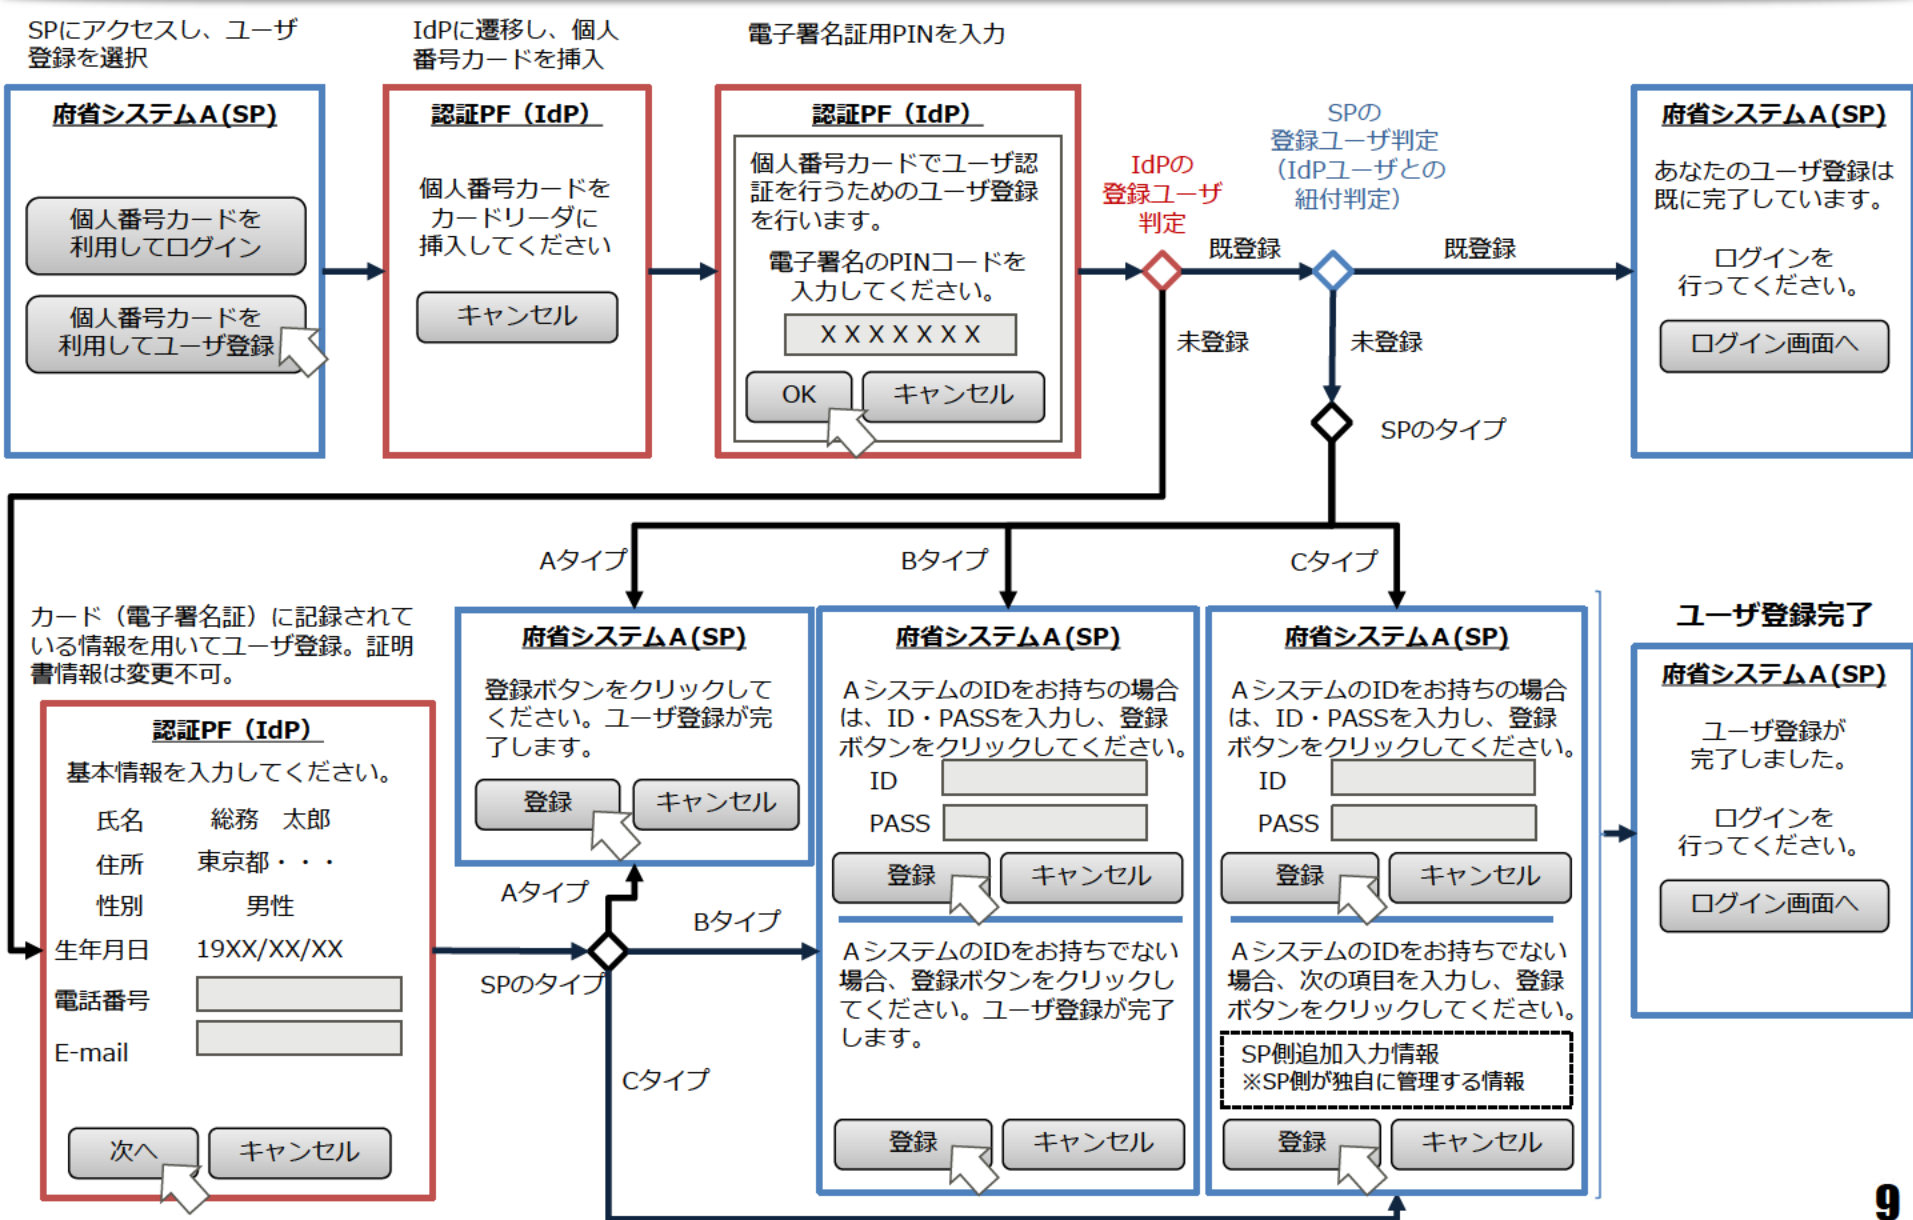 SPにアクセスし、ユーザ
登録を選択
IdPに遷移し、個人
番号カードを挿入
電子署名証用PINを入力
府省システムA(SP)
個人番号カードを
利用してログイン
個人番号カードを
利用してユーザ登録
認証PF（IdP）
個人番号カードを
カードリーダに
挿入してください
キャンセル
認証PF（IdP）
個人番号カードでユーザ認
証を行うためのユーザ登録
を行います。
電子署名のPINコードを
入力してください。
XXXXXXX
OK
キャンセル
IdPの
登録ユーザ
判定
既登録
未登録
SPの
登録ユーザ判定
（IdPユーザとの
紐付判定）
既登録
未登録
SPのタイプ
府省システムA(SP)
あなたのユーザ登録は
既に完了しています。
ログインを
行ってください。
ログイン画面へ
Aタイプ
Bタイプ
Cタイプ
カード（電子署名証）に記録されて
いる情報を用いてユーザ登録。証明
書情報は変更不可。
認証PF（IdP）
基本情報を入力してください。
氏名 総務　太郎
住所 東京都・・・
性別 男性
生年月日 19XX/XX/XX
電話番号
E-mail
次へ
キャンセル
SPのタイプ
Aタイプ
Bタイプ
Cタイプ
府省システムA(SP)
登録ボタンをクリックして
ください。ユーザ登録が完
了します。
登録
キャンセル
府省システムA(SP)
AシステムのIDをお持ちの場合
は、ID・PASSを入力し、登録
ボタンをクリックしてください。
ID
PASS
登録
キャンセル
AシステムのIDをお持ちでない
場合、登録ボタンをクリックし
てください。ユーザ登録が完了
します。
登録
キャンセル
府省システムA(SP)
AシステムのIDをお持ちの場合
は、ID・PASSを入力し、登録
ボタンをクリックしてください。
ID
PASS
登録
キャンセル
AシステムのIDをお持ちでない
場合、次の項目を入力し、登録
ボタンをクリックしてください。
SP側追加入力情報
※SP側が独自に管理する情報
登録
キャンセル
ユーザ登録完了
府省システムA(SP)
ユーザ登録が
完了しました。
ログインを
行ってください。
ログイン画面へ
9